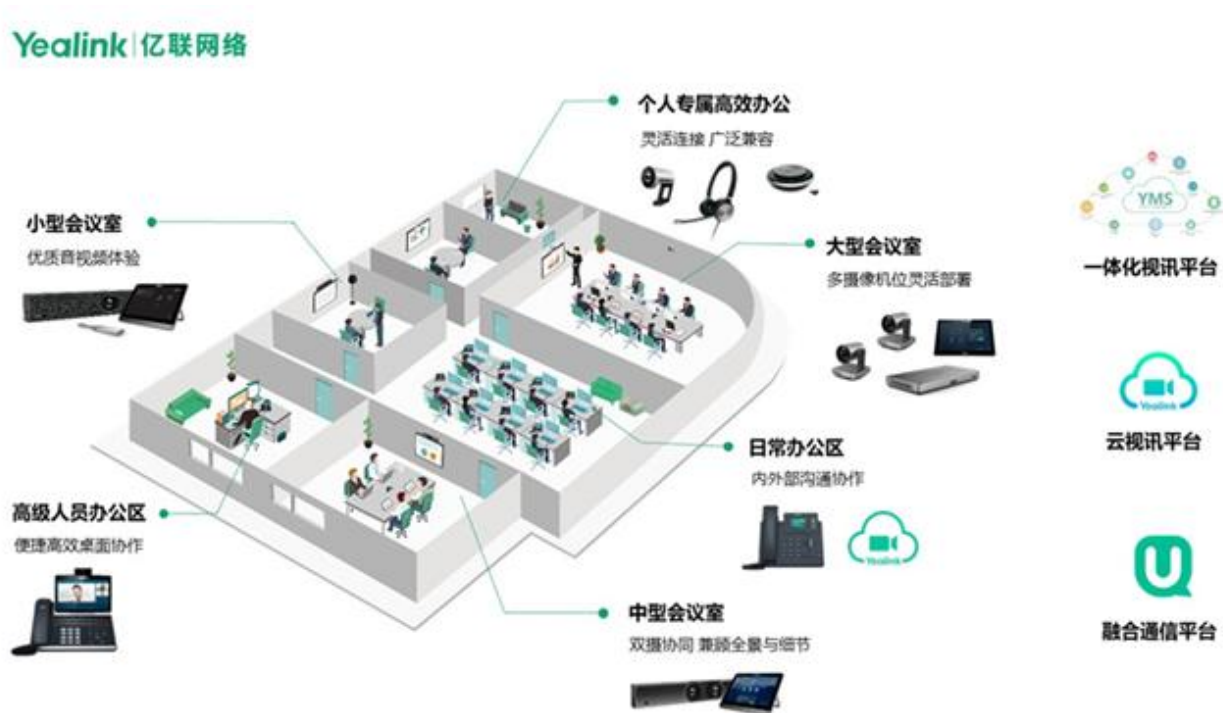 Yealink 亿联网络
个人专属高效办公
灵活连接 广泛兼容
小型会议室
优质音视频体验
大型会议室
多摄像机位灵活部署
YMS
一体化视讯平台
日常办公区
内外部沟通协作
Yealink
Yealink
云视讯平台
高级人员办公区
便捷高效桌面协作
中型会议室
双摄协同 兼顾全景与细节
融合通信平台